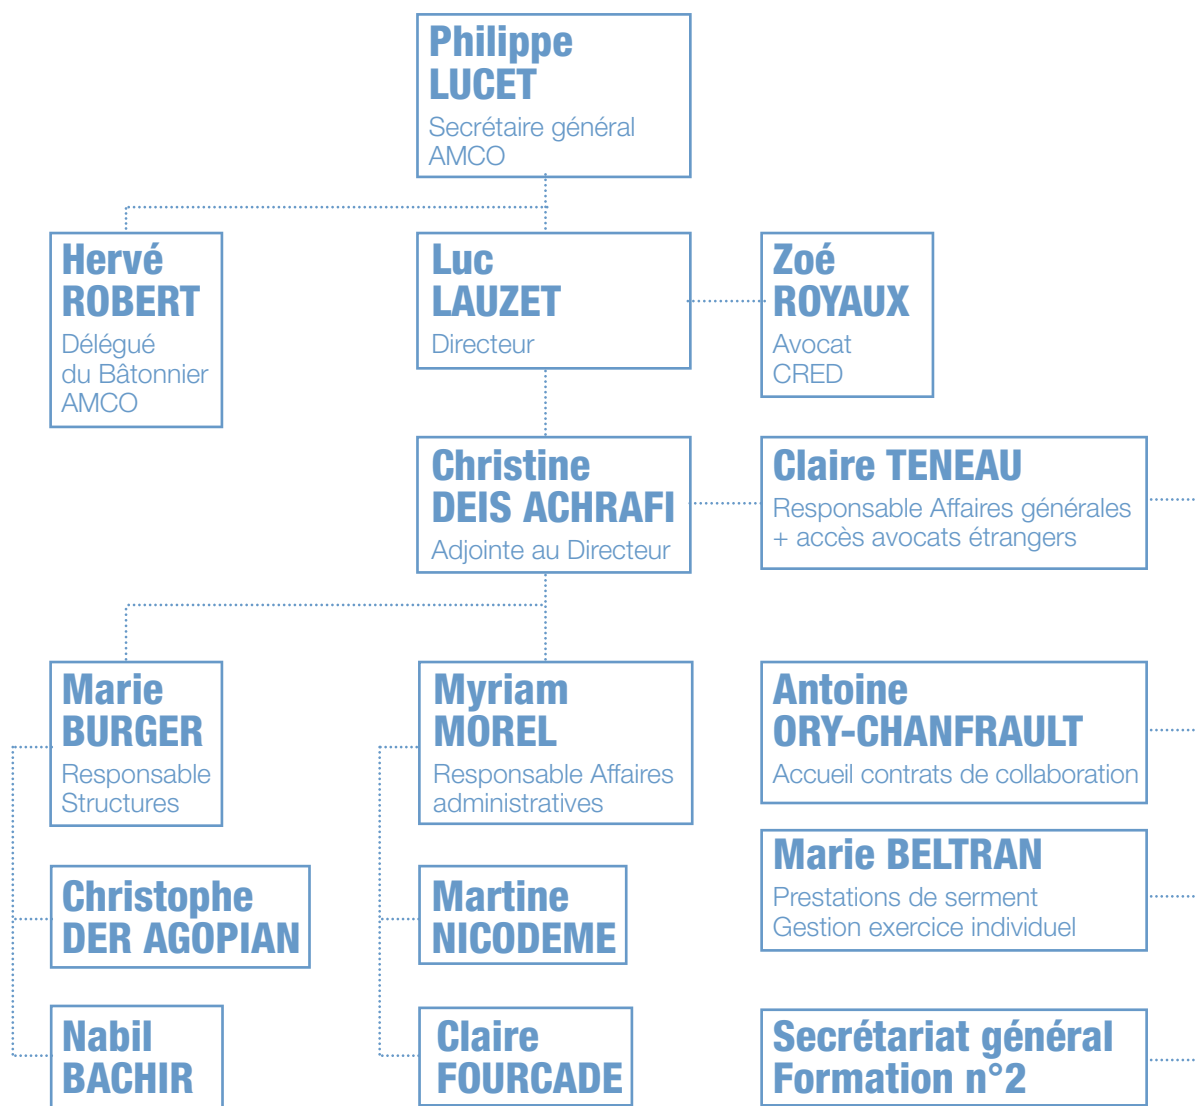 Philippe
LUCET
Secrétaire général
AMCO
Hervé
ROBERT
Délégué
du Bâtonnier
AMCO
Luc
LAUZET
Directeur
Zoé
ROYAUX
Avocat
CRED
Christine
DEIS ACHRAFI
Adjointe au Directeur
Claire TENEAU
Responsable Affaires générales
+ accès avocats étrangers
Marie
BURGER
Responsable
Structures
Myriam
MOREL
Responsable Affaires
administratives
Antoine
ORY-CHANFRAULT
Accueil contrats de collaboration
Marie BELTRAN
Prestations de serment
Gestion exercice individuel
Christophe
DER AGOPIAN
Martine
NICODEME
Nabil
BACHIR
Claire
FOURCADE
Secrétariat général
Formation n°2